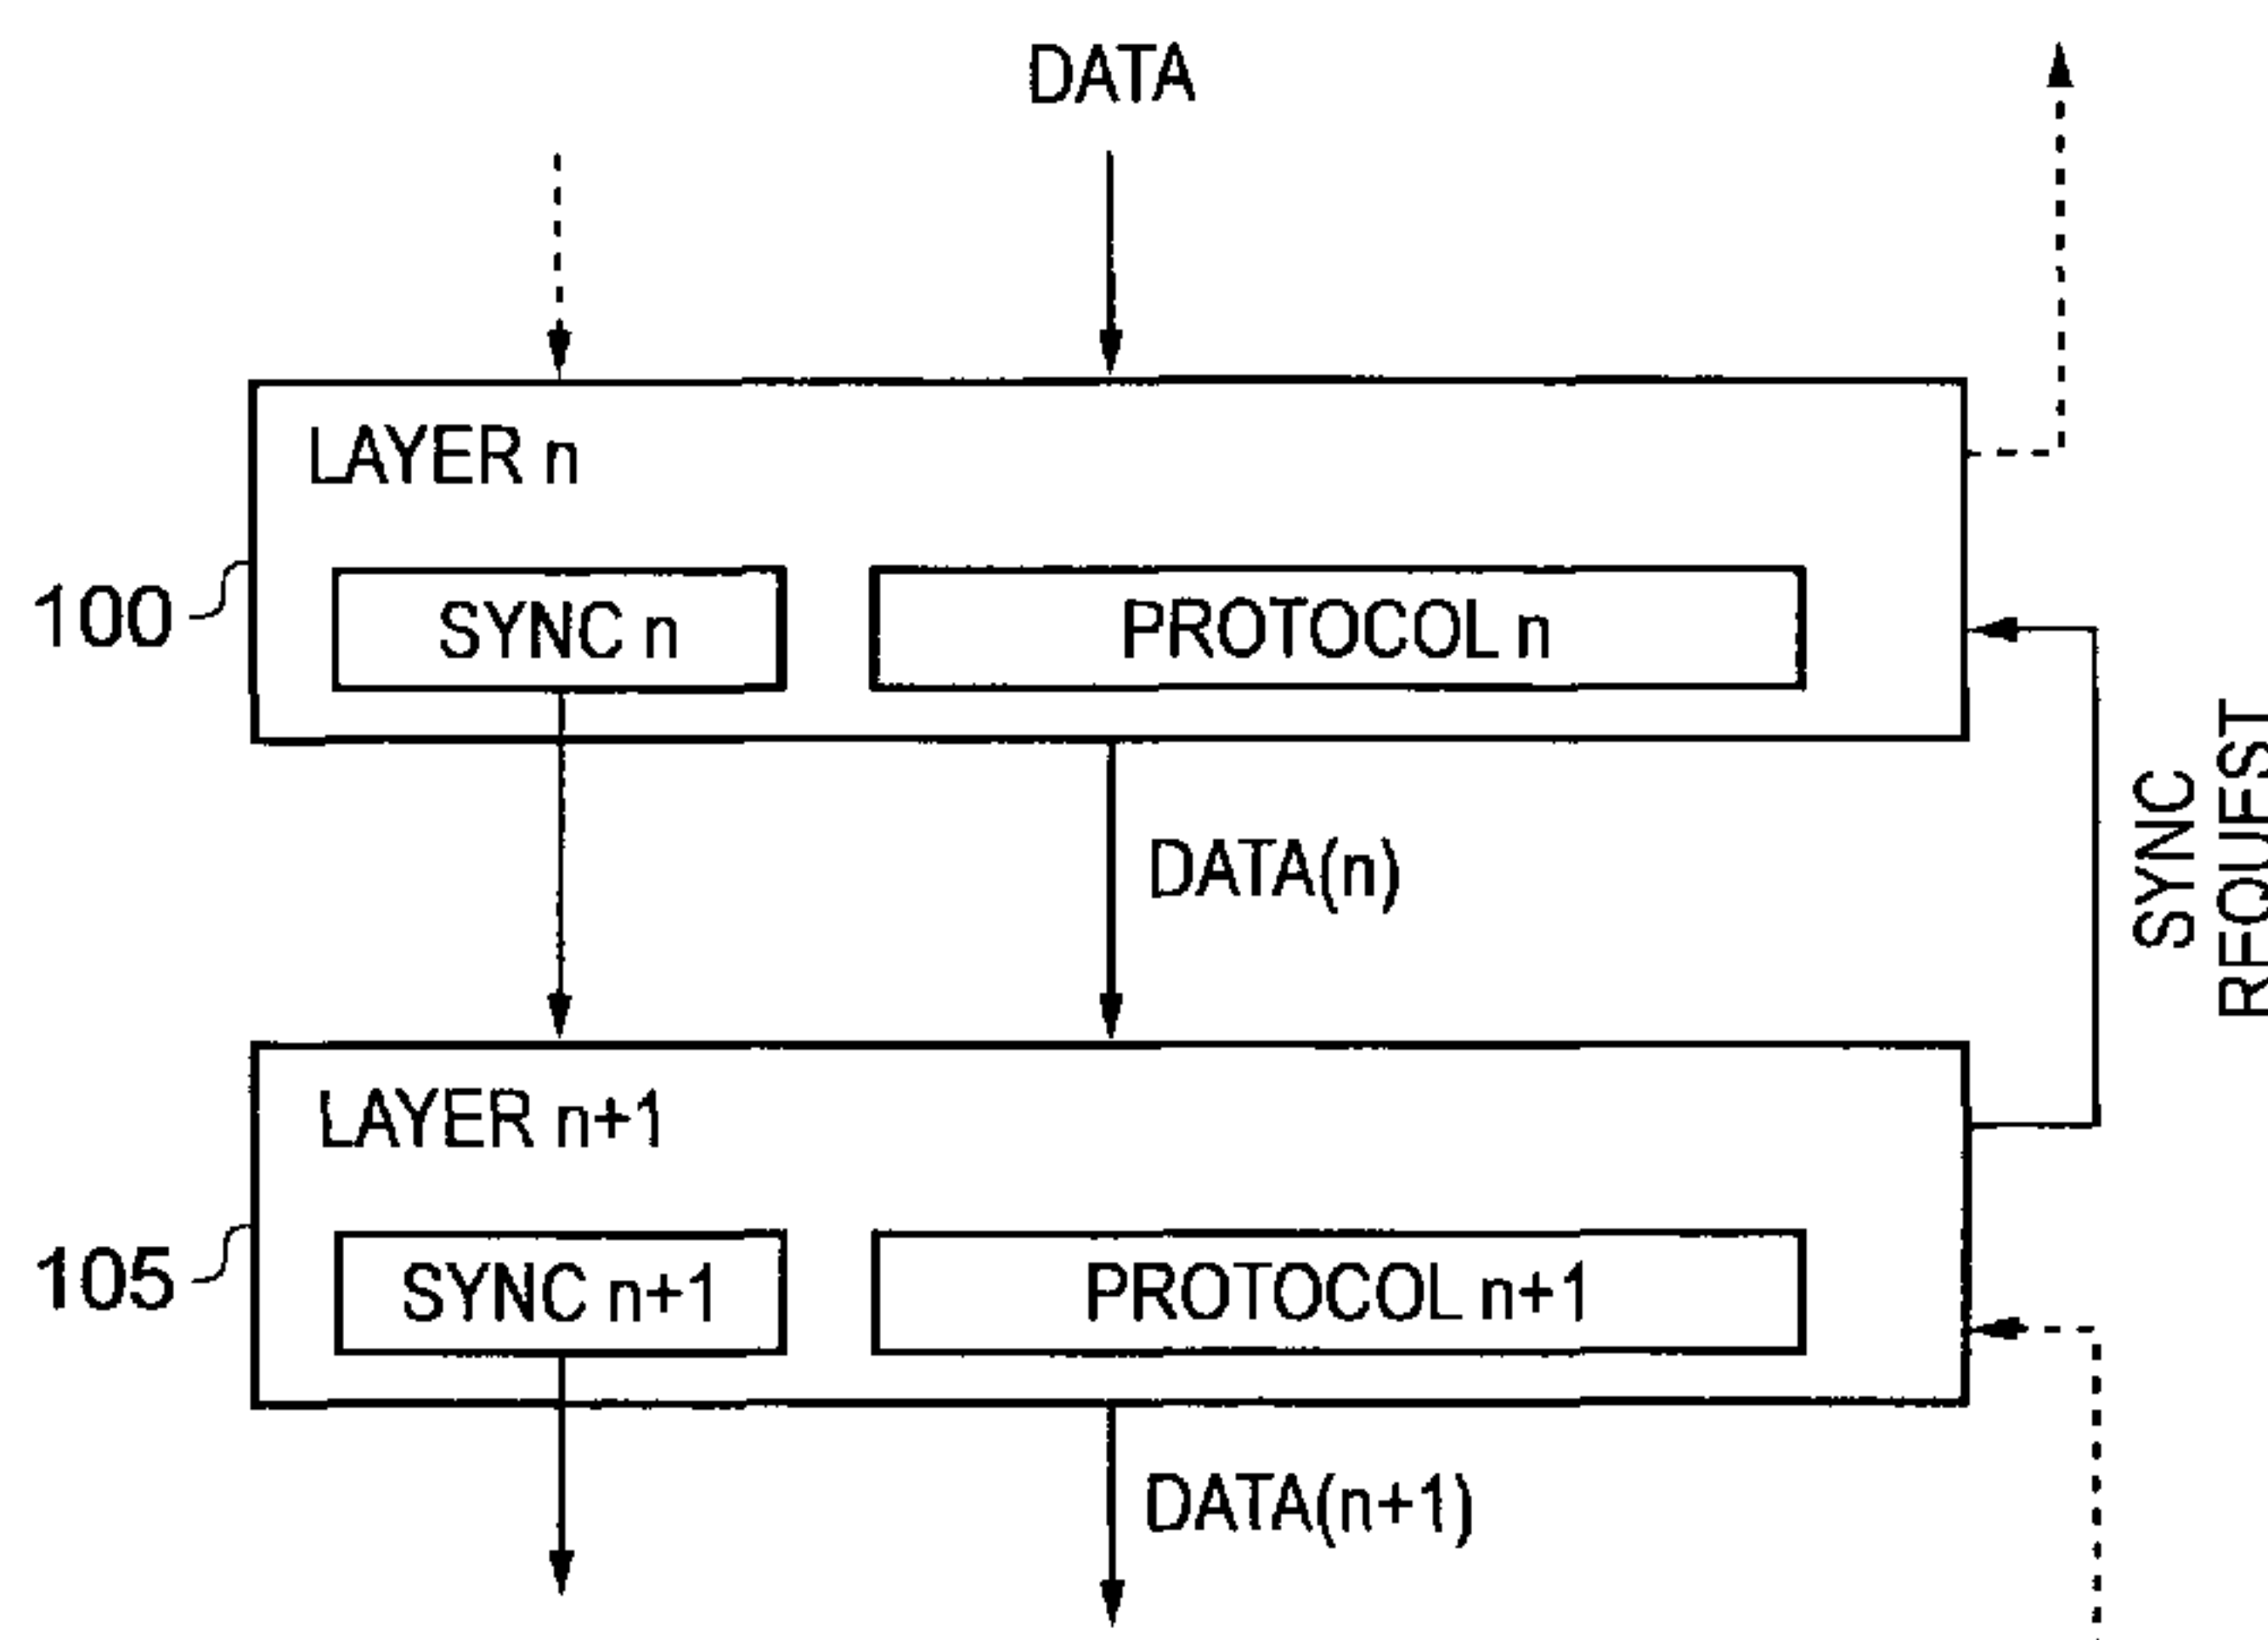 DATA
LAYER n
100
SYNC n
PROTOCOL n
SYNC
REQUEST
DATA(n)
LAYER n+1
105
SYNC n+1
PROTOCOL n+1
DATA(n+1)